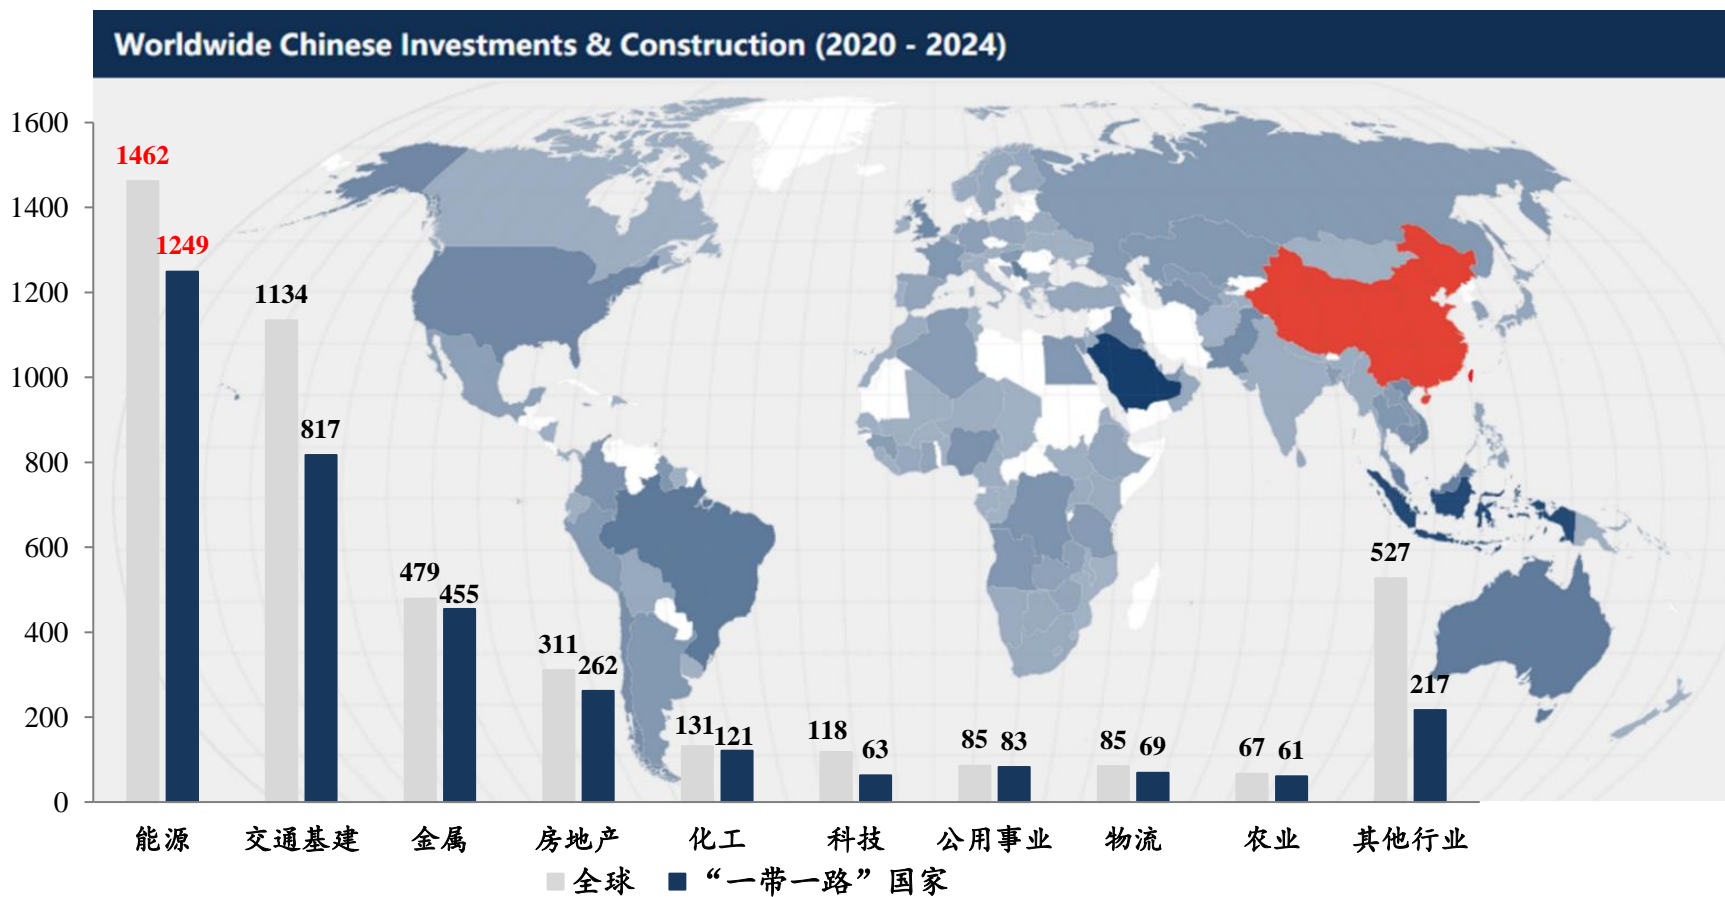 Worldwide Chinese Investments & Construction (2020 - 2024)
1600
1400
1200
1000
800
600
400
200
0
1462
1249
1134
817
479
455
311
262
131
121
118
63
85
83
85
69
67
61
527
217
能源
交通基建
金属
房地产
化工
科技
公用事业
物流
农业
其他行业
全球
“一带一路”国家